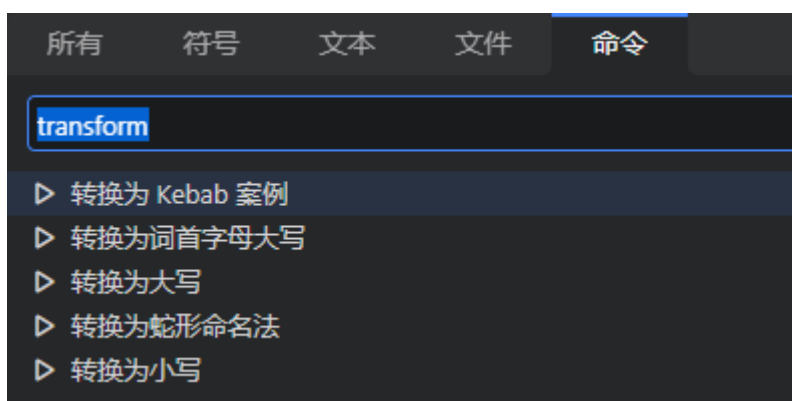 所有 符号 文本 文件 命令
transform
转换为 Kebab 案例
转换为词首字母大写
转换为大写
转换为蛇形命名法
转换为小写